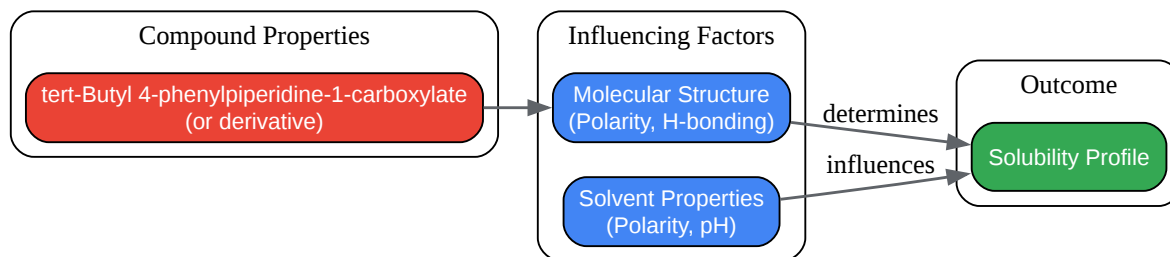 Compound Properties
tert-Butyl 4-phenylpiperidine-1-carboxylate
(or derivative)
Influencing Factors
Molecular Structure
(Polarity, H-bonding)
Solvent Properties
(Polarity, pH)
determines
influences
Outcome
Solubility Profile